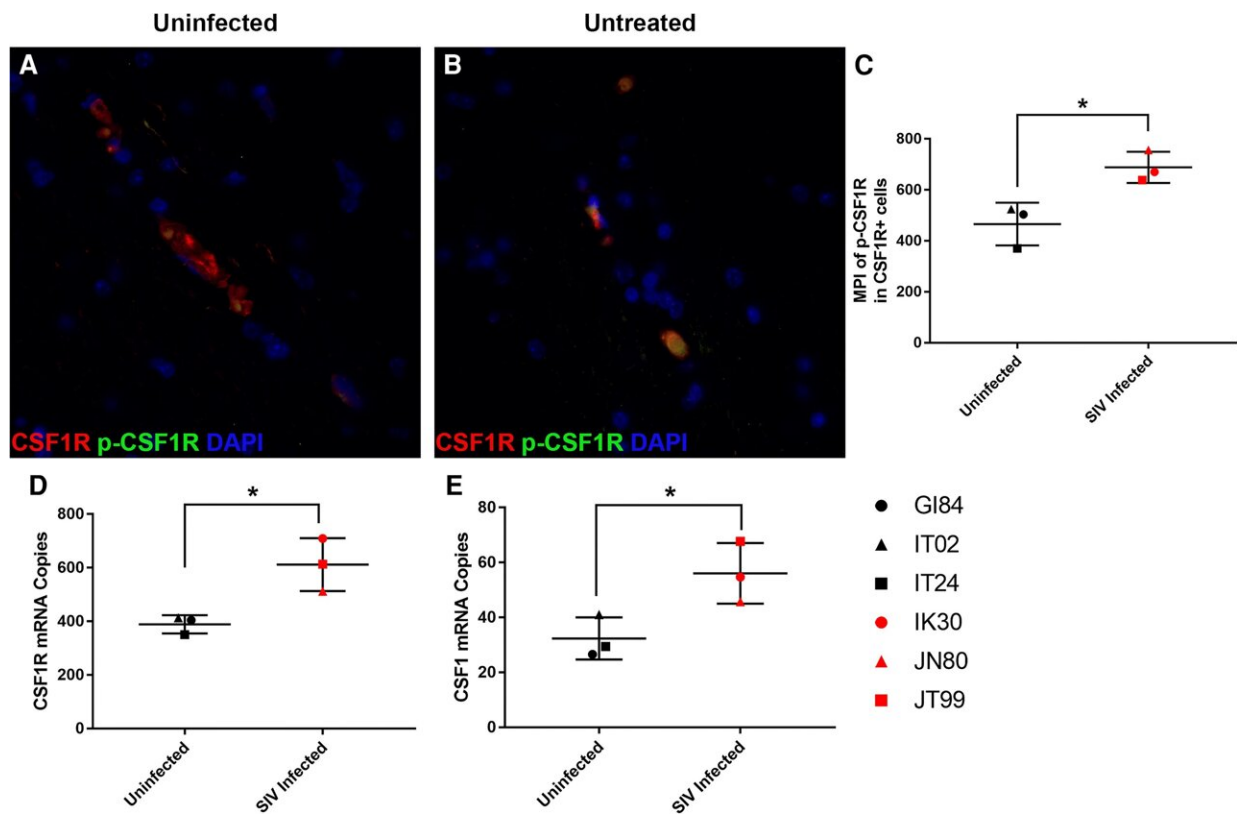 Uninfected
Untreated
A
B
C
CSF1R p-CSF1R DAPI
CSF1R p-CSF1R DAPI
MPI of p-CSF1R
in CSF1R+ cells
*
800
600
400
200
0
Uninfected
SIV Infected
D
CSF1R mRNA Copies
*
800
600
400
200
0
Uninfected
SIV Infected
E
CSF1 mRNA Copies
*
80
60
40
20
0
Uninfected
SIV Infected
GI84
IT02
IT24
IK30
JN80
JT99